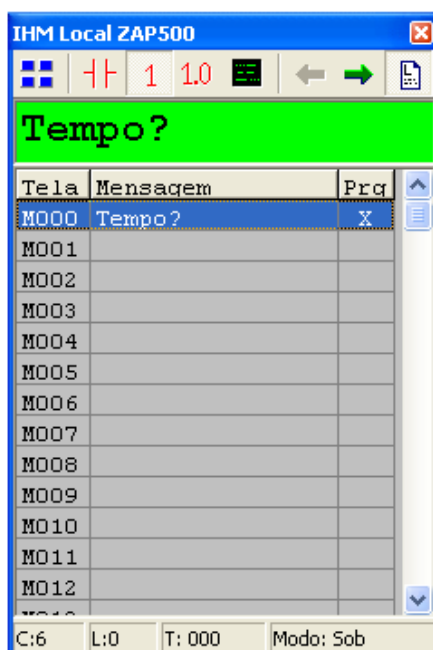 IHM Local ZAP500
1 1.0
Tempo?
Tela Mensagem Prg
M000 Tempo? X
M001
M002
M003
M004
M005
M006
M007
M008
M009
M010
M011
M012
C:6 L:0 T: 000 Modo: Sob